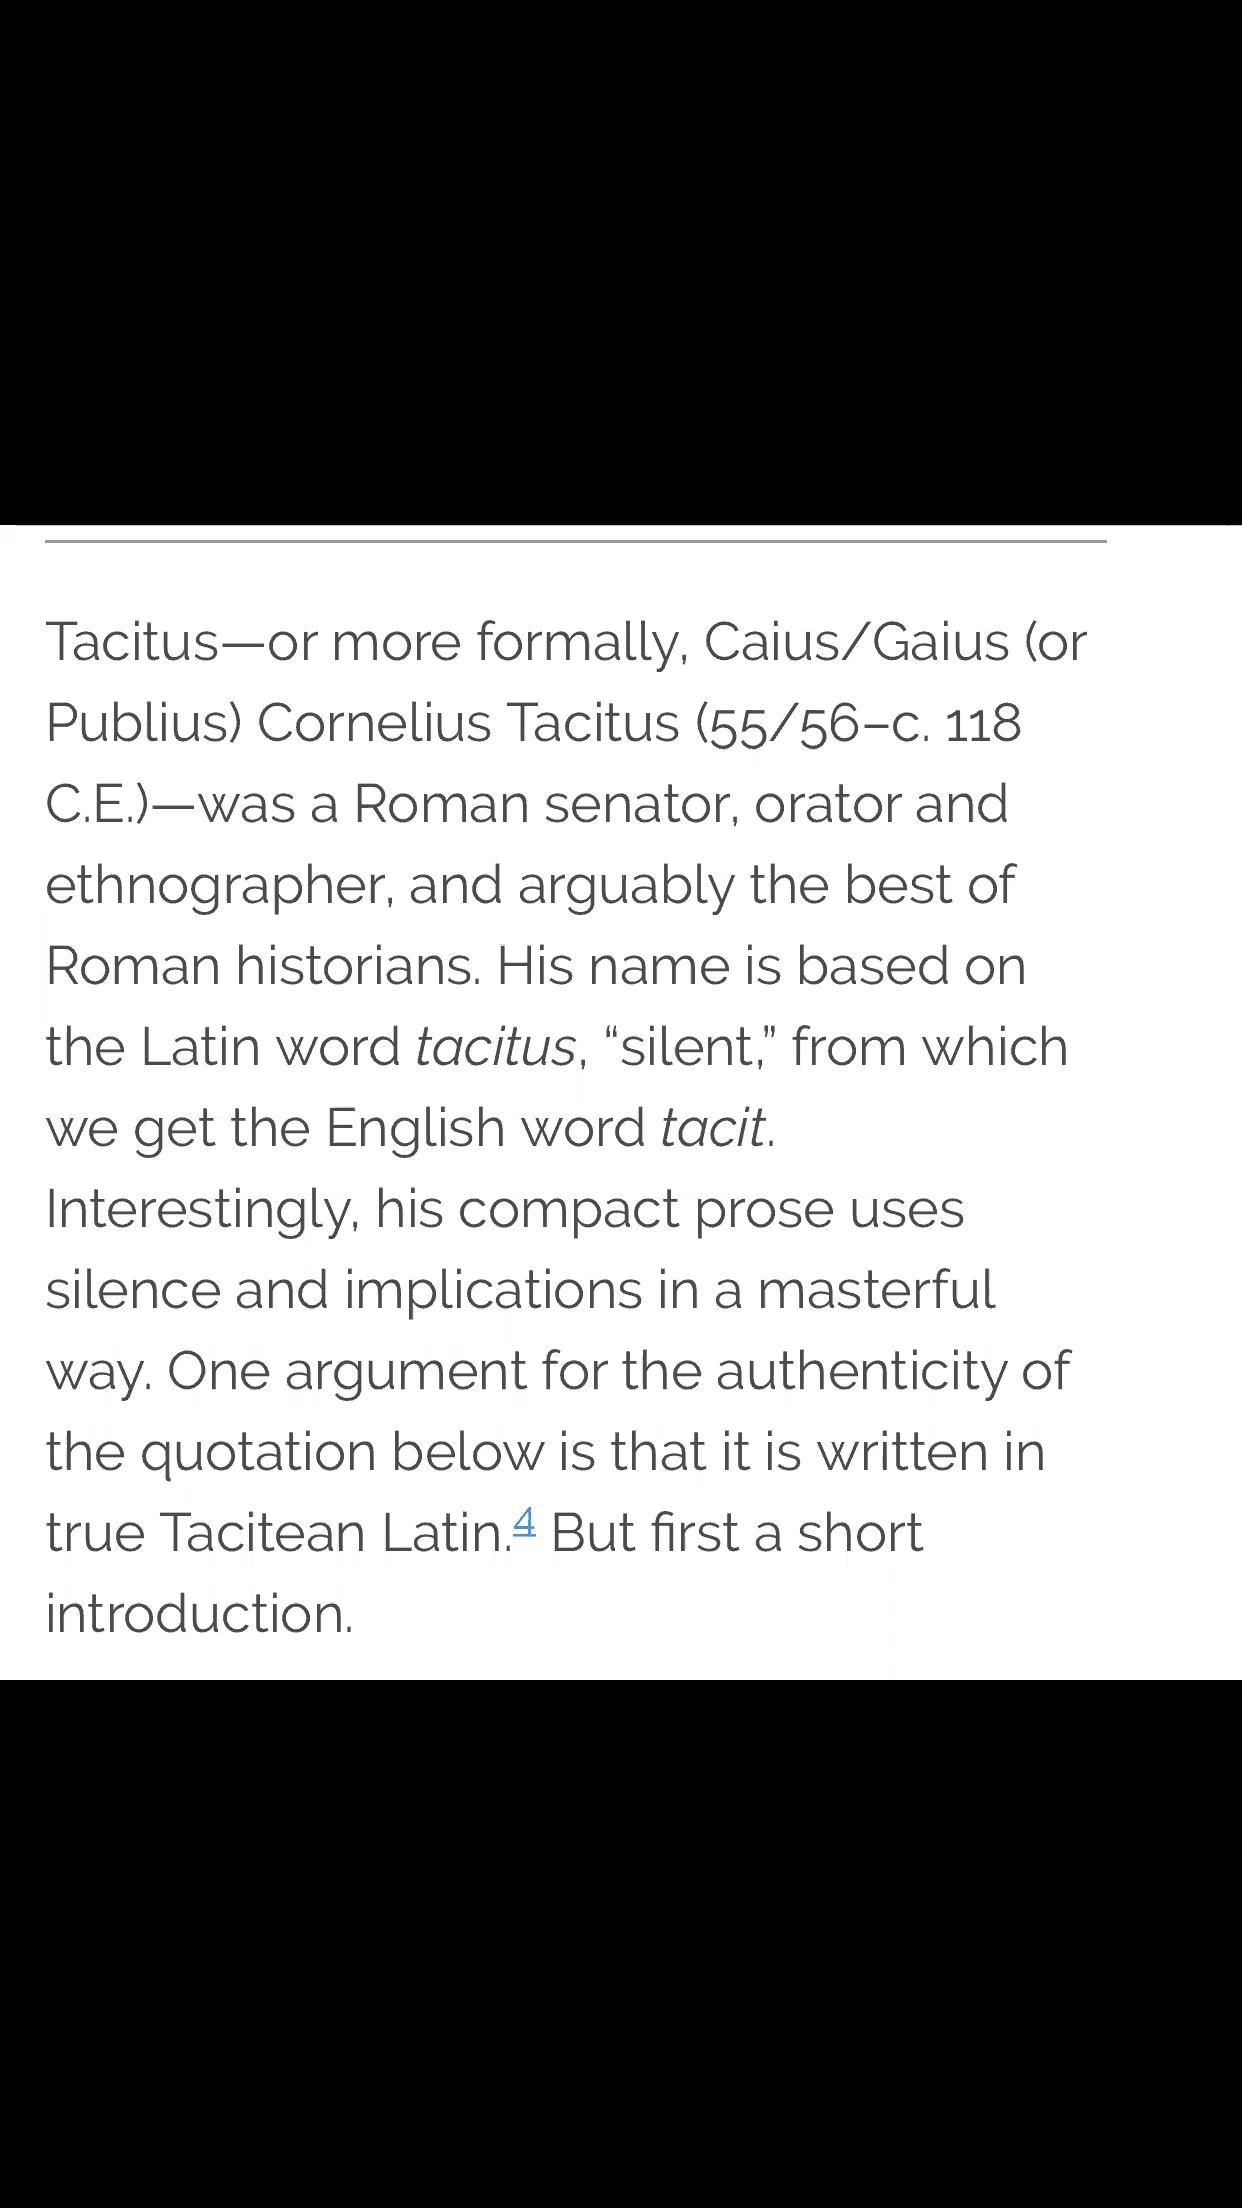 Tacitus—or more formally, Caius/Gaius (or
Publius) Cornelius Tacitus (55/56–c. 118
C.E.)—was a Roman senator, orator and
ethnographer, and arguably the best of
Roman historians. His name is based on
the Latin word tacitus, “silent,” from which
we get the English word tacit.
Interestingly, his compact prose uses
silence and implications in a masterful
way. One argument for the authenticity of
the quotation below is that it is written in
true Tacitean Latin.4 But first a short
introduction.